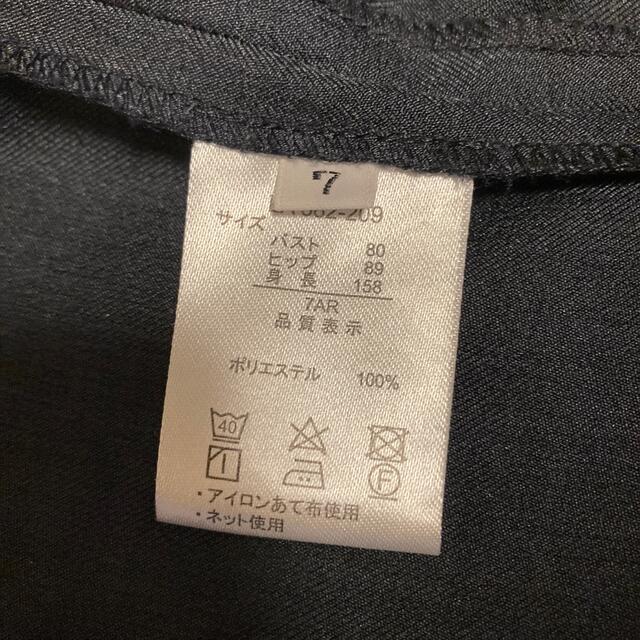 7
サイズ
バスト 80
ヒップ 89
身長 158
7AR
品質表示
ポリエステル 100%
40
F
・アイロンあて布使用
・ネット使用